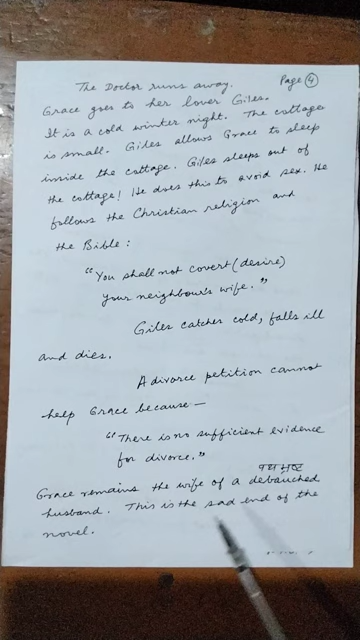 The Doctor runs away. Page 4
Grace goes to her lover Giles.
It is a cold winter night. The cottage
is small. Giles allows Grace to sleep
inside the cottage. Giles sleeps out of
the cottage! He does this to avoid sex. He
follows the Christian religion and
the Bible:
"You shall not covert (desire)
your neighbour's wife."
Giles catches cold, falls ill
and dies.
A divorce petition cannot
help Grace because—
"There is no sufficient evidence
for divorce."
पथभ्रष्ट
Grace remains the wife of a debauched
husband. This is the sad end of the
novel.